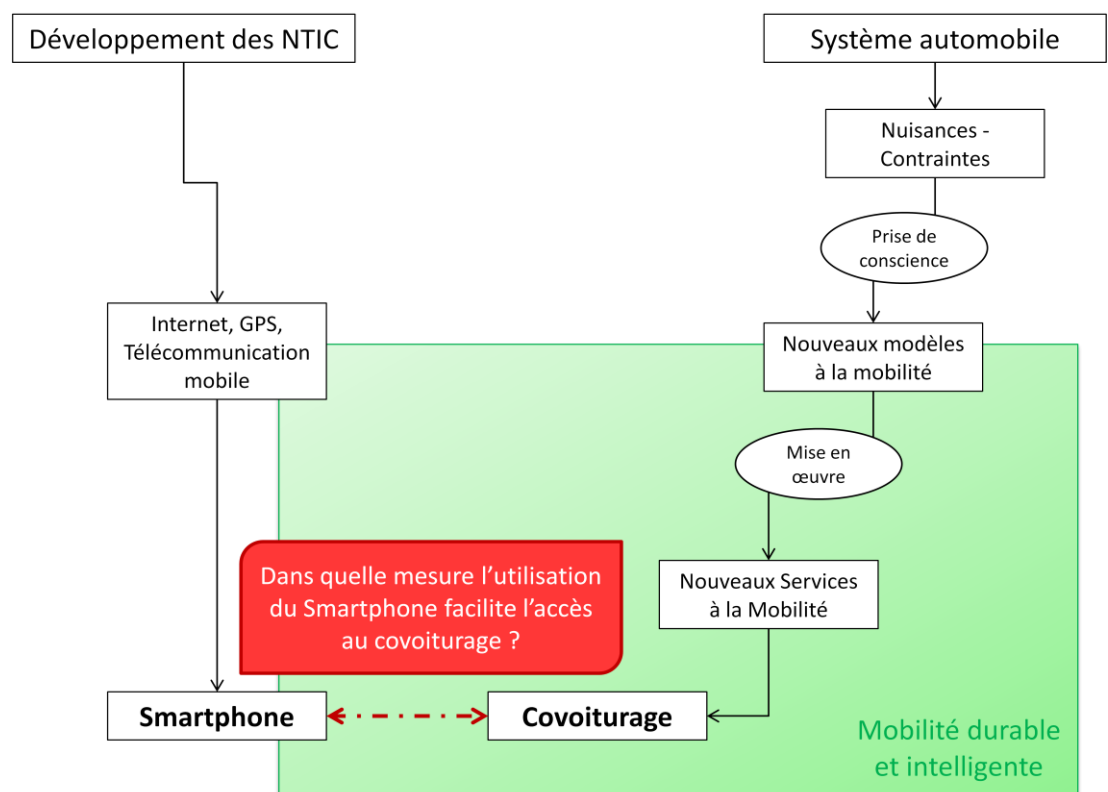 Développement des NTIC
Système automobile
Nuisances -
Contraintes
Prise de
conscience
Internet, GPS,
Télécommunication
mobile
Nouveaux modèles
à la mobilité
Mise en
œuvre
Dans quelle mesure l’utilisation
du Smartphone facilite l’accès
au covoiturage ?
Nouveaux Services
à la Mobilité
Smartphone
Covoiturage
Mobilité durable
et intelligente